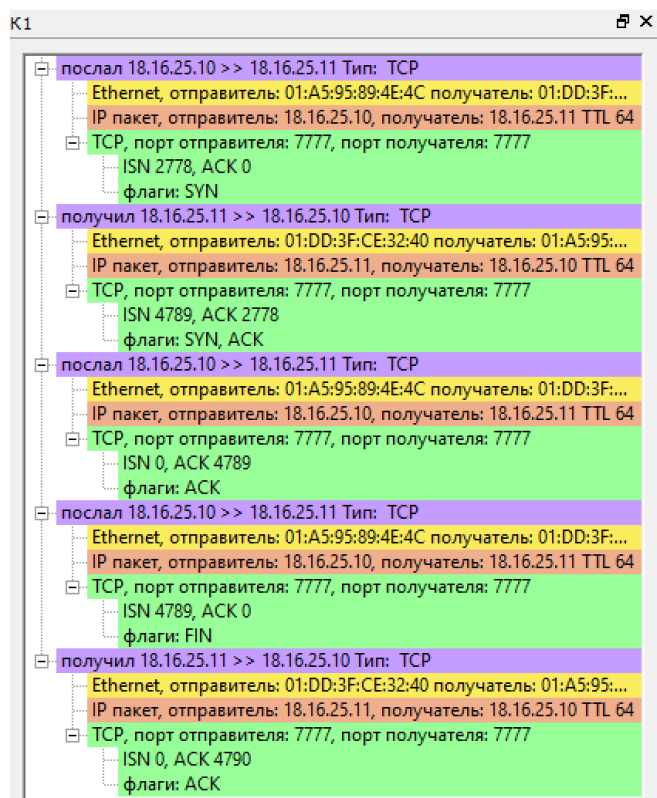 K1
послал 18.16.25.10 >> 18.16.25.11 Тип: TCP
Ethernet, отправитель: 01:A5:95:89:4E:4C получатель: 01:DD:3F:...
IP пакет, отправитель: 18.16.25.10, получатель: 18.16.25.11 TTL 64
TCP, порт отправителя: 7777, порт получателя: 7777
ISN 2778, ACK 0
флаги: SYN
получил 18.16.25.11 >> 18.16.25.10 Тип: TCP
Ethernet, отправитель: 01:DD:3F:CE:32:40 получатель: 01:A5:95:...
IP пакет, отправитель: 18.16.25.11, получатель: 18.16.25.10 TTL 64
TCP, порт отправителя: 7777, порт получателя: 7777
ISN 4789, ACK 2778
флаги: SYN, ACK
послал 18.16.25.10 >> 18.16.25.11 Тип: TCP
Ethernet, отправитель: 01:A5:95:89:4E:4C получатель: 01:DD:3F:...
IP пакет, отправитель: 18.16.25.10, получатель: 18.16.25.11 TTL 64
TCP, порт отправителя: 7777, порт получателя: 7777
ISN 0, ACK 4789
флаги: ACK
послал 18.16.25.10 >> 18.16.25.11 Тип: TCP
Ethernet, отправитель: 01:A5:95:89:4E:4C получатель: 01:DD:3F:...
IP пакет, отправитель: 18.16.25.10, получатель: 18.16.25.11 TTL 64
TCP, порт отправителя: 7777, порт получателя: 7777
ISN 4789, ACK 0
флаги: FIN
получил 18.16.25.11 >> 18.16.25.10 Тип: TCP
Ethernet, отправитель: 01:DD:3F:CE:32:40 получатель: 01:A5:95:...
IP пакет, отправитель: 18.16.25.11, получатель: 18.16.25.10 TTL 64
TCP, порт отправителя: 7777, порт получателя: 7777
ISN 0, ACK 4790
флаги: ACK